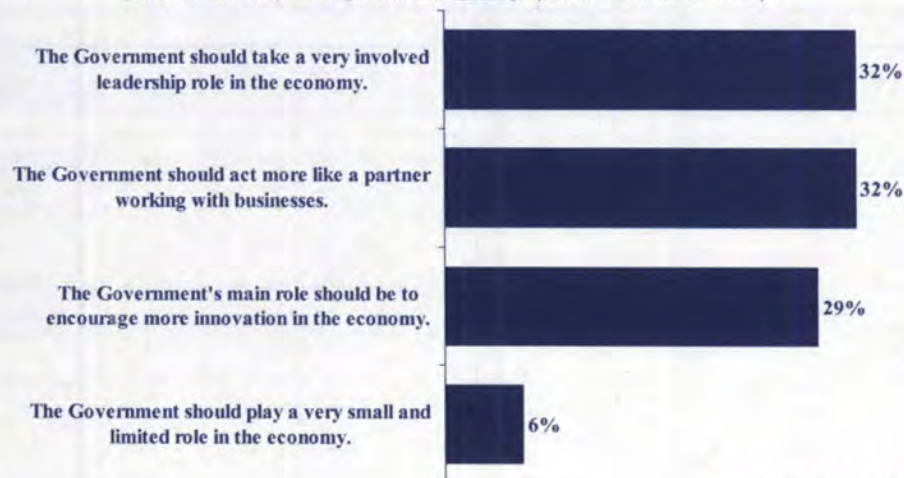 The Government should take a very involved
leadership role in the economy.
32%
The Government should act more like a partner
working with businesses.
32%
The Government's main role should be to
encourage more innovation in the economy.
29%
The Government should play a very small and
limited role in the economy.
6%